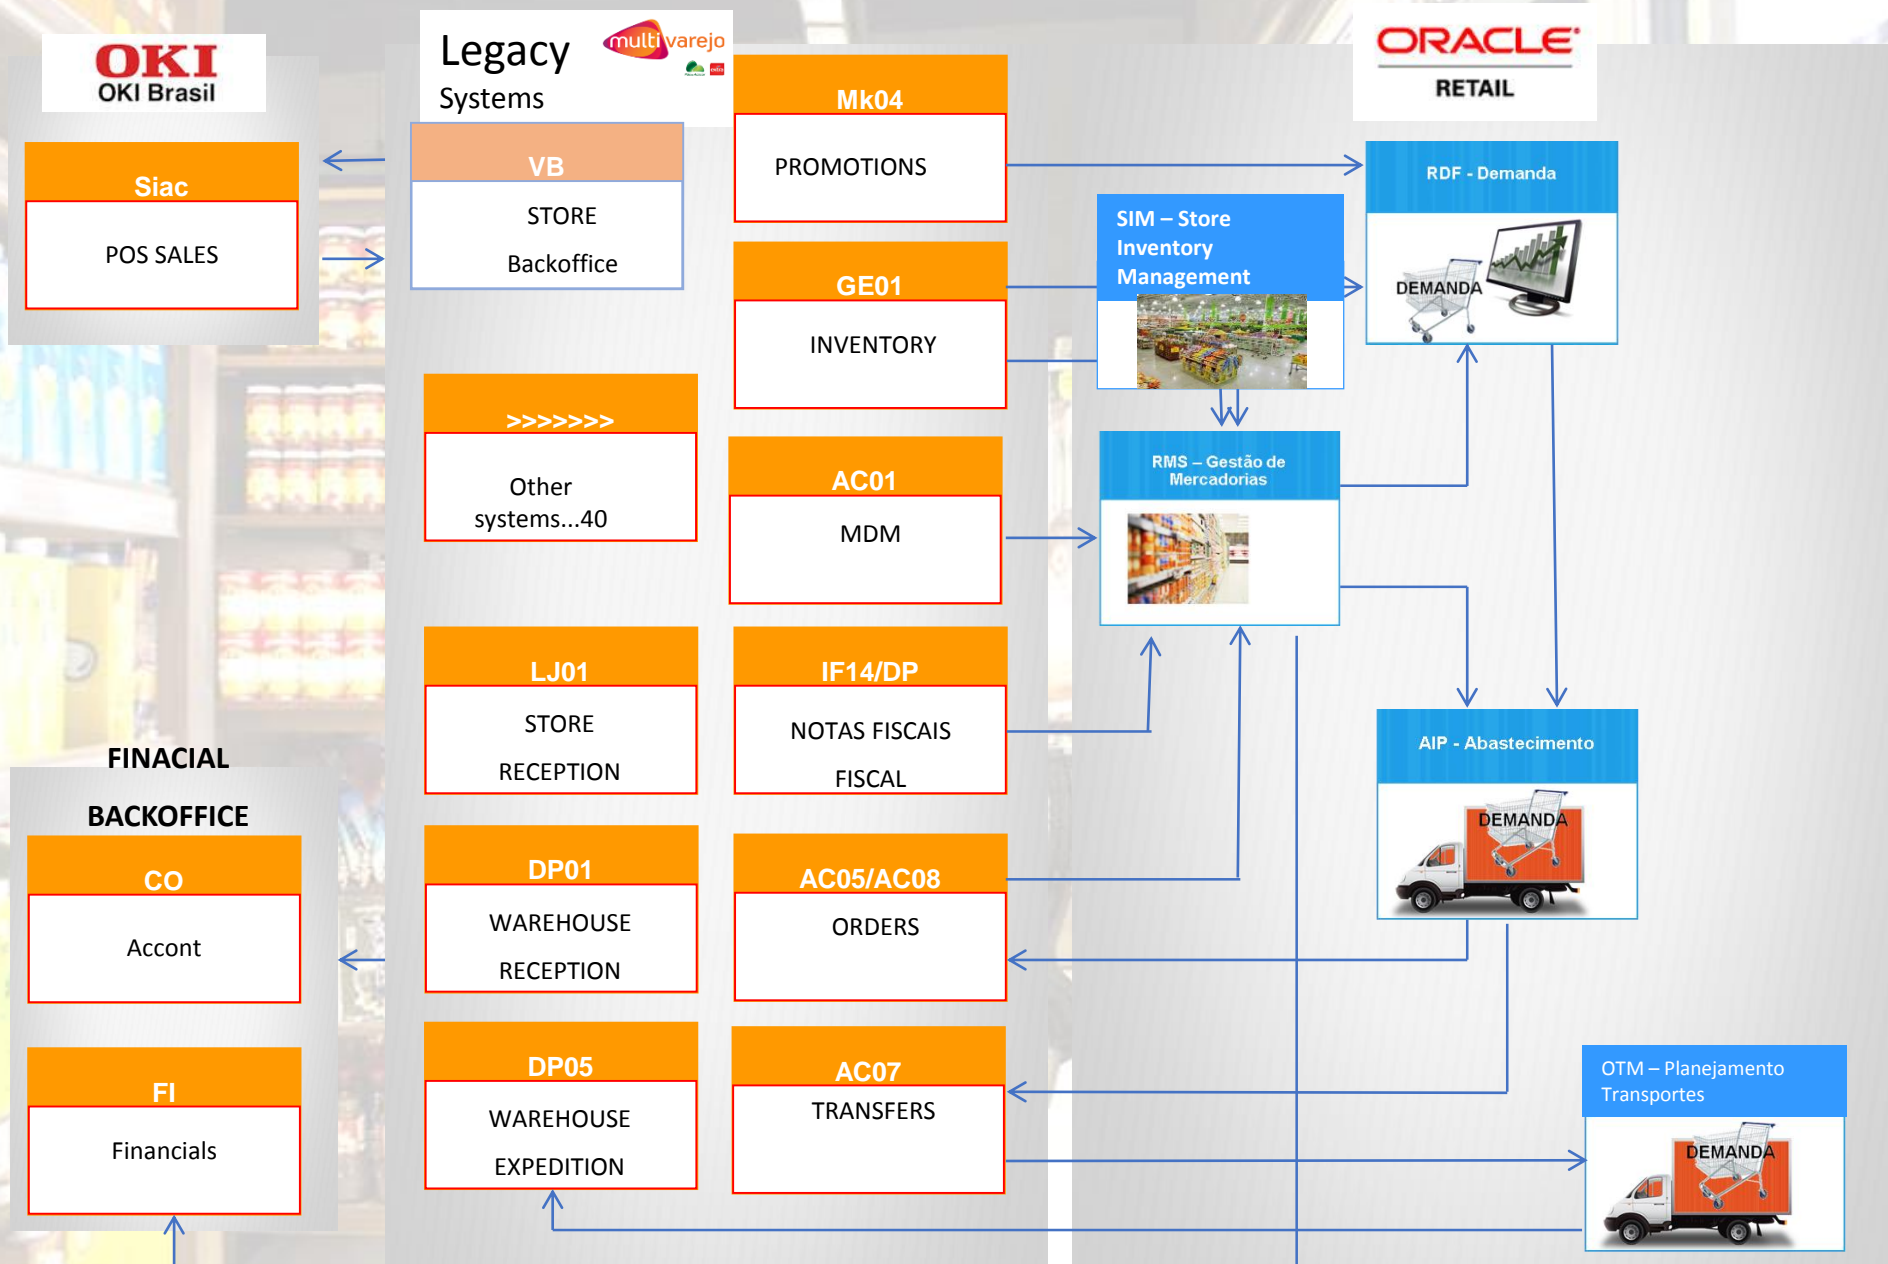 OKI
OKI Brasil
Siac
POS SALES
Legacy
Systems
multivarejo
VB
STORE
Backoffice
>>>>>>>
Other
systems...40
LJ01
STORE
RECEPTION
DP01
WAREHOUSE
RECEPTION
DP05
WAREHOUSE
EXPEDITION
FINACIAL
BACKOFFICE
CO
Accont
FI
Financials
Mk04
PROMOTIONS
GE01
INVENTORY
AC01
MDM
IF14/DP
NOTAS FISCAIS
FISCAL
AC05/AC08
ORDERS
AC07
TRANSFERS
ORACLE®
RETAIL
SIM – Store
Inventory
Management
RDF - Demanda
DEMANDA
RMS – Gestão de
Mercadorias
AIP - Abastecimento
DEMANDA
OTM – Planejamento
Transportes
DEMANDA